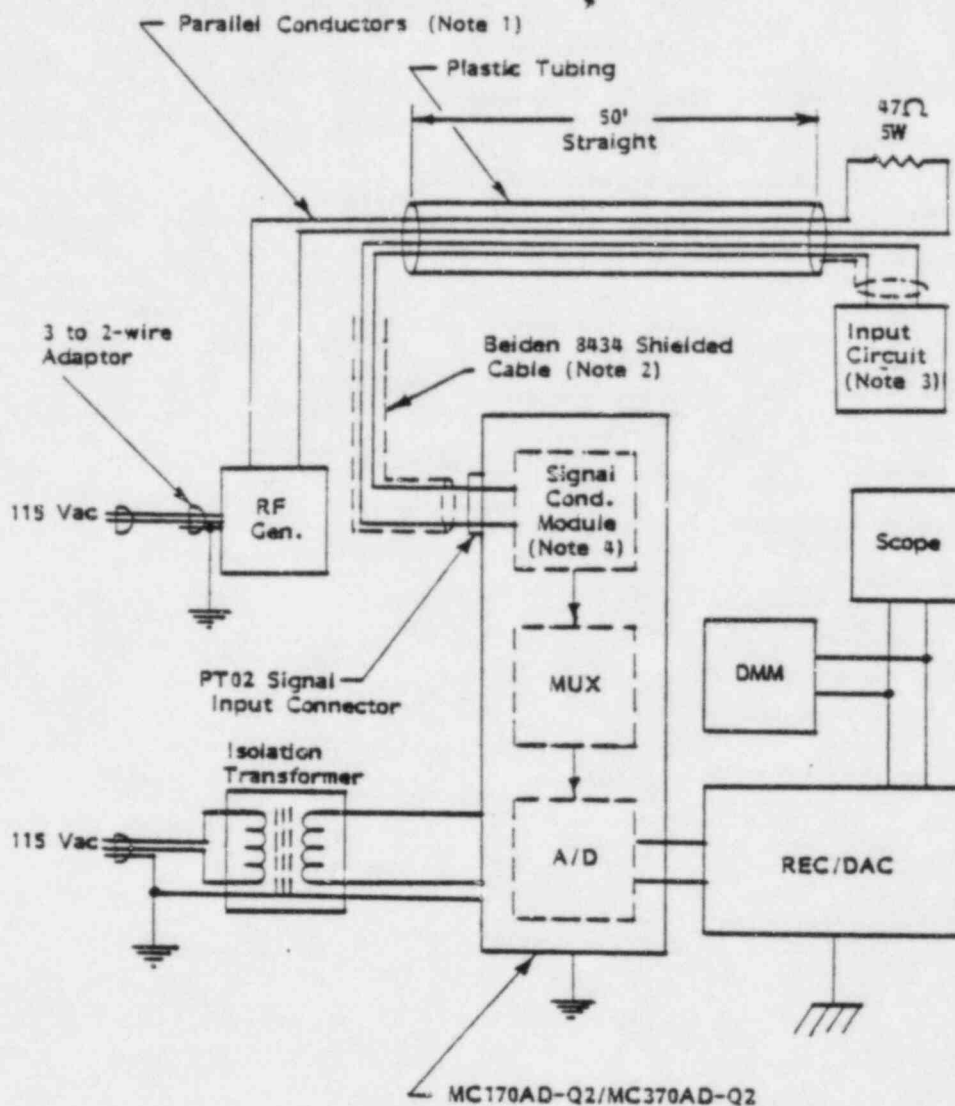 Parallel Conductors (Note 1)
Plastic Tubing
50'
Straight
47Ω
5W
3 to 2-wire
Adaptor
Belden 8434 Shielded
Cable (Note 2)
Input
Circuit
(Note 3)
115 Vac
RF
Gen.
Signal
Cond.
Module
(Note 4)
Scope
PT02 Signal
Input Connector
MUX
DMM
Isolation
Transformer
115 Vac
A/D
REC/DAC
MC170AD-Q2/MC370AD-Q2